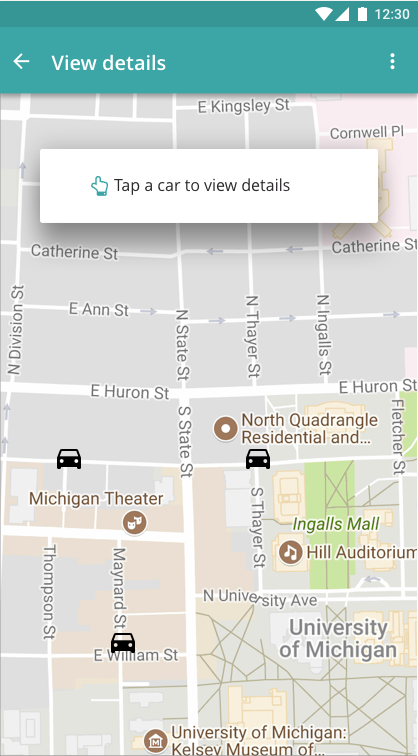 12:30
View details
E Kingsley St
Cornwell Pl
Tap a car to view details
Catherine St
Catherine St
E Ann St
N Division St
N State St
N Thayer St
N Ingalls St
E Huron St
E Huron St
Fletcher St
S State St
North Quadrangle
Residential and...
Michigan Theater
S Thayer St
Ingalls Mall
Hill Auditorium
Thompson St
Maynard St
N University Ave
E William St
University
of Michigan
University of Michigan:
Kelsey Museum of...